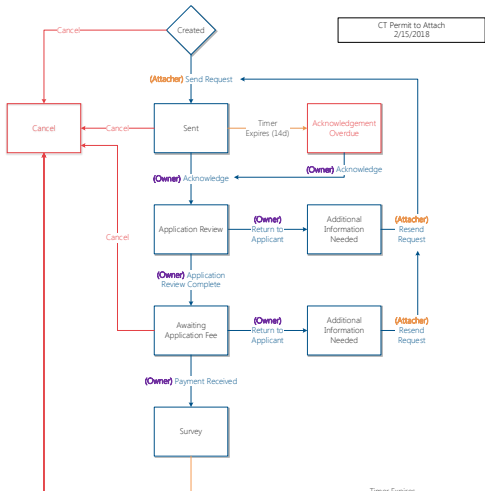 Created
CT Permit to Attach
2/15/2018
Cancel
(Attacher) Send Request
Cancel
Cancel
Sent
Timer
Expires (14d)
Acknowledgement
Overdue
(Owner) Acknowledge
(Owner) Acknowledge
Application Review
(Owner)
Return to
Applicant
Additional
Information
Needed
(Attacher)
Resend
Request
Cancel
(Owner) Application
Review Complete
Awaiting
Application Fee
(Owner)
Return to
Applicant
Additional
Information
Needed
(Attacher)
Resend
Request
(Owner) Payment Received
Survey
Timer Expires